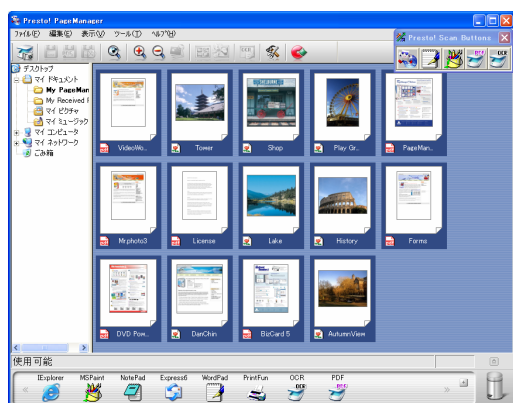 Presto! PageManager
ファイル(F) 編集(E) 表示(V) ツール(T) ヘルプ(H)
Presto! Scan Buttons
デスクトップ
マイ ドキュメント
My PageMan
My Received F
マイ ピクチャ
マイ ミュージック
マイ コンピュータ
マイ ネットワーク
ごみ箱
VideoWo... Tower Shop Play Gr... PageMan...
Mr.photo3 License Lake History Forms
DVD Pow... DanChin BizCard 5 AutumnView
使用可能
IExplorer MSPaint NotePad Express6 WordPad PrintFun OCR PDF